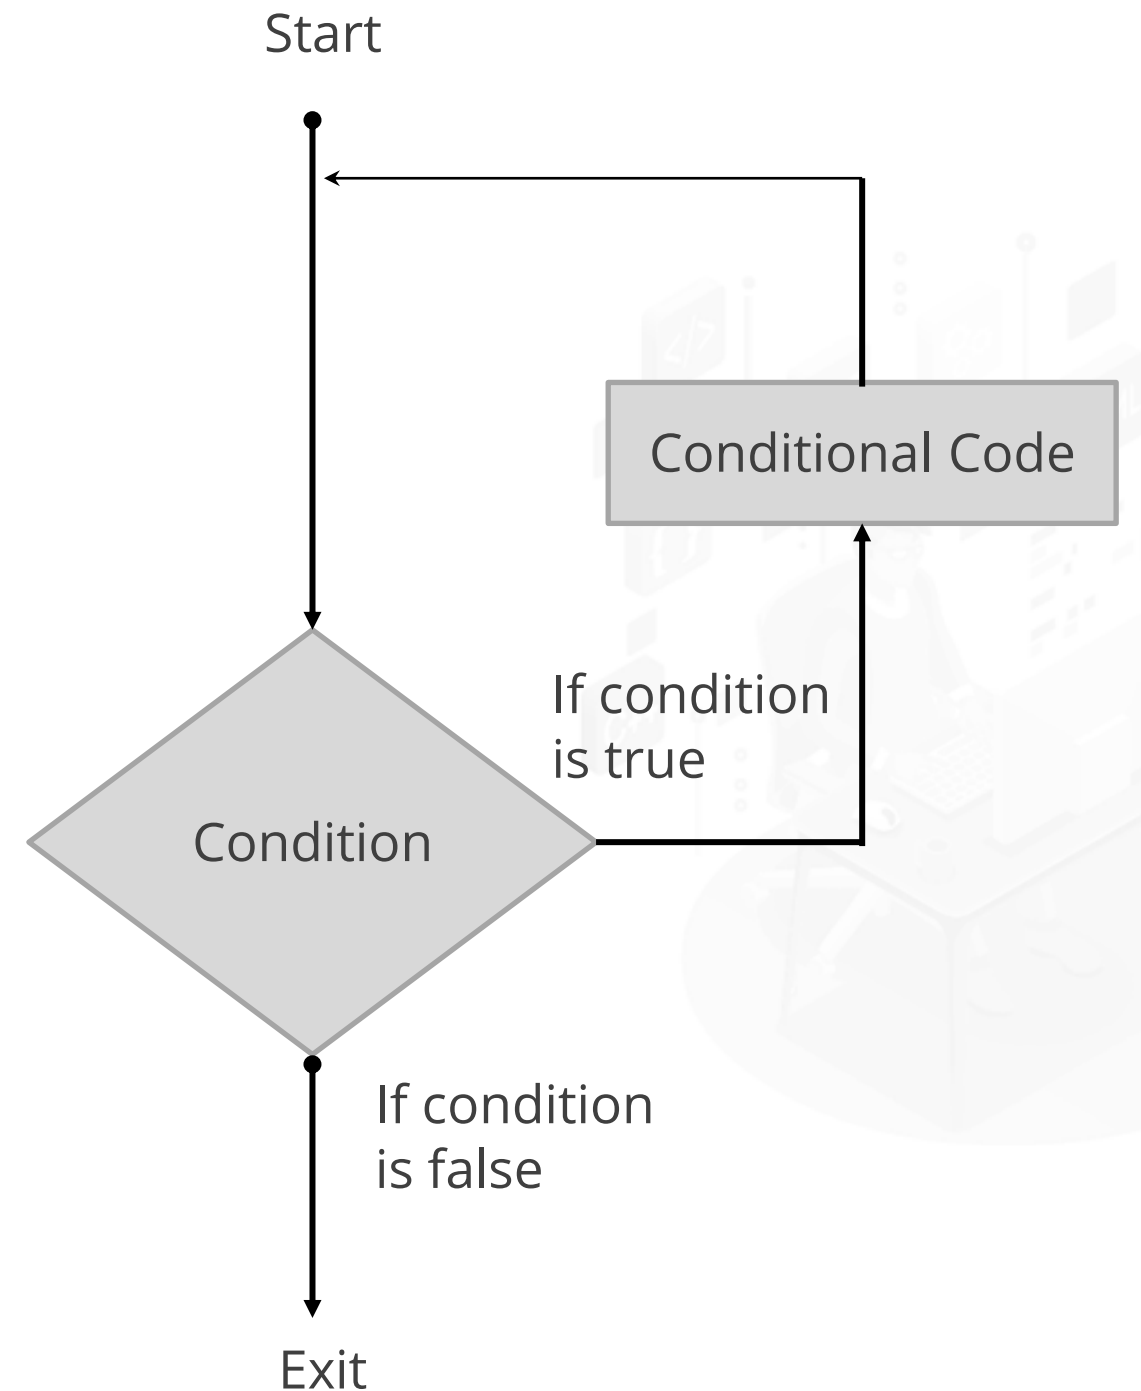 Start
Conditional Code
If condition
is true
Condition
If condition
is false
Exit